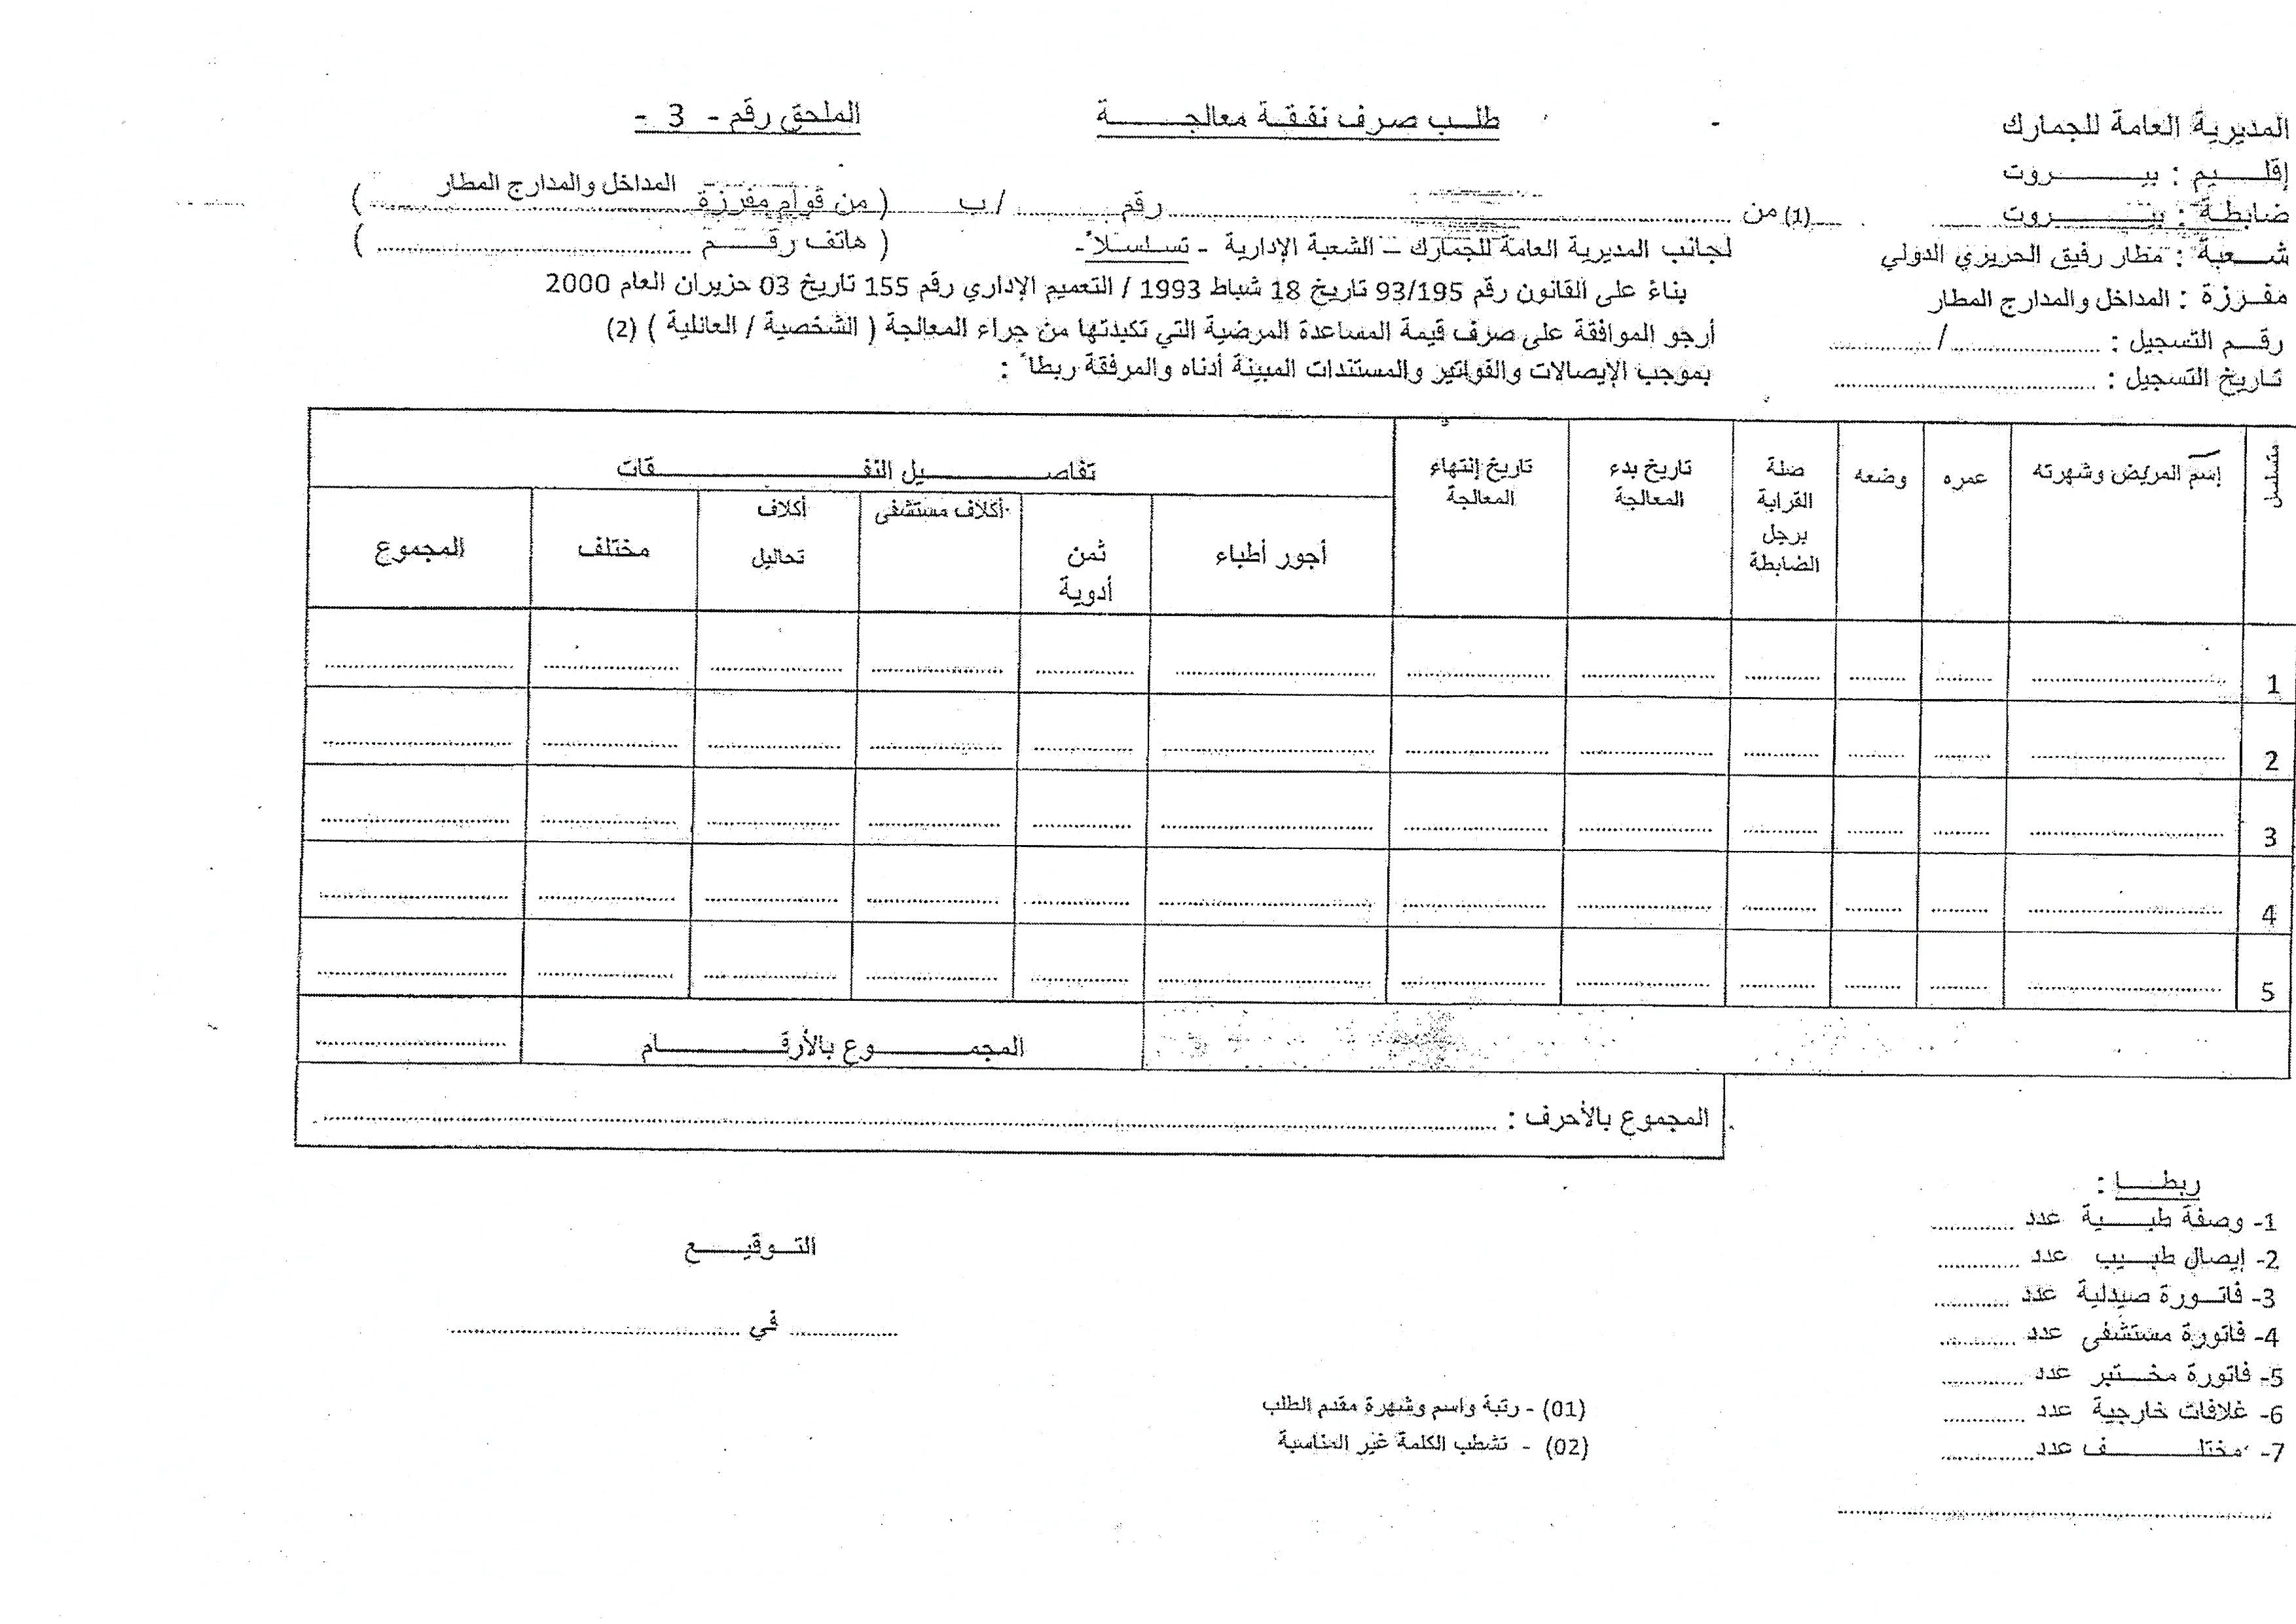 المديرية العامة للجمارك
إقليم : بيروت
ضابطة : بيروت
شعبة : مطار رفيق الحريري الدولي
مفرزة : المداخل والمدارج المطار
رقم التسجيل : ..................../....................
تاريخ التسجيل : ........................................
طلب صرف نفقة معالجة
الملحق رقم - 3 -
(1) من ........................................ رقم ............ / ب ( من قوام مفرزة المداخل والمدارج المطار )
لجانب المديرية العامة للجمارك – الشعبة الإدارية - تسلسلاً - ( هاتف رقم ........................................ )
بناءً على القانون رقم 93/195 تاريخ 18 شباط 1993 / التعميم الإداري رقم 155 تاريخ 03 حزيران العام 2000
أرجو الموافقة على صرف قيمة المساعدة المرضية التي تكبدتها من جراء المعالجة ( الشخصية / العائلية ) (2)
بموجب الإيصالات والفواتير والمستندات المبينة أدناه والمرفقة ربطاً :
متسلسل
إسم المريض وشهرته
عمره
وضعه
صلة
القرابة
برجل
الضابطة
تاريخ بدء
المعالجة
تاريخ إنتهاء
المعالجة
تفاصيل النفقات
أجور أطباء
ثمن
أدوية
أكلاف مستشفى
أكلاف
تحاليل
مختلف
المجموع
1
2
3
4
5
المجموع بالأرقام
المجموع بالأحرف : ........................................
ربطا :
1- وصفة طبية عدد ............
2- إيصال طبيب عدد ............
3- فاتورة صيدلية عدد ............
4- فاتورة مستشفى عدد ............
5- فاتورة مختبر عدد ............
6- غلافات خارجية عدد ............
7- مختلف عدد ............
التوقيع
................ في ........................................
(01) - رتبة واسم وشهرة مقدم الطلب
(02) - تشطب الكلمة غير المناسبة